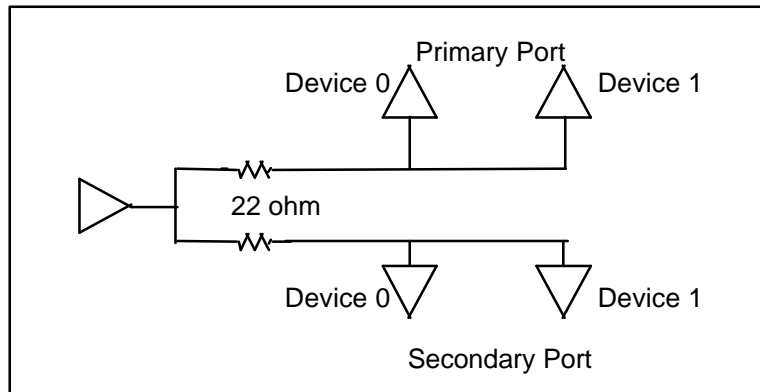 Primary Port
Device 0
Device 1
22 ohm
Device 0
Device 1
Secondary Port